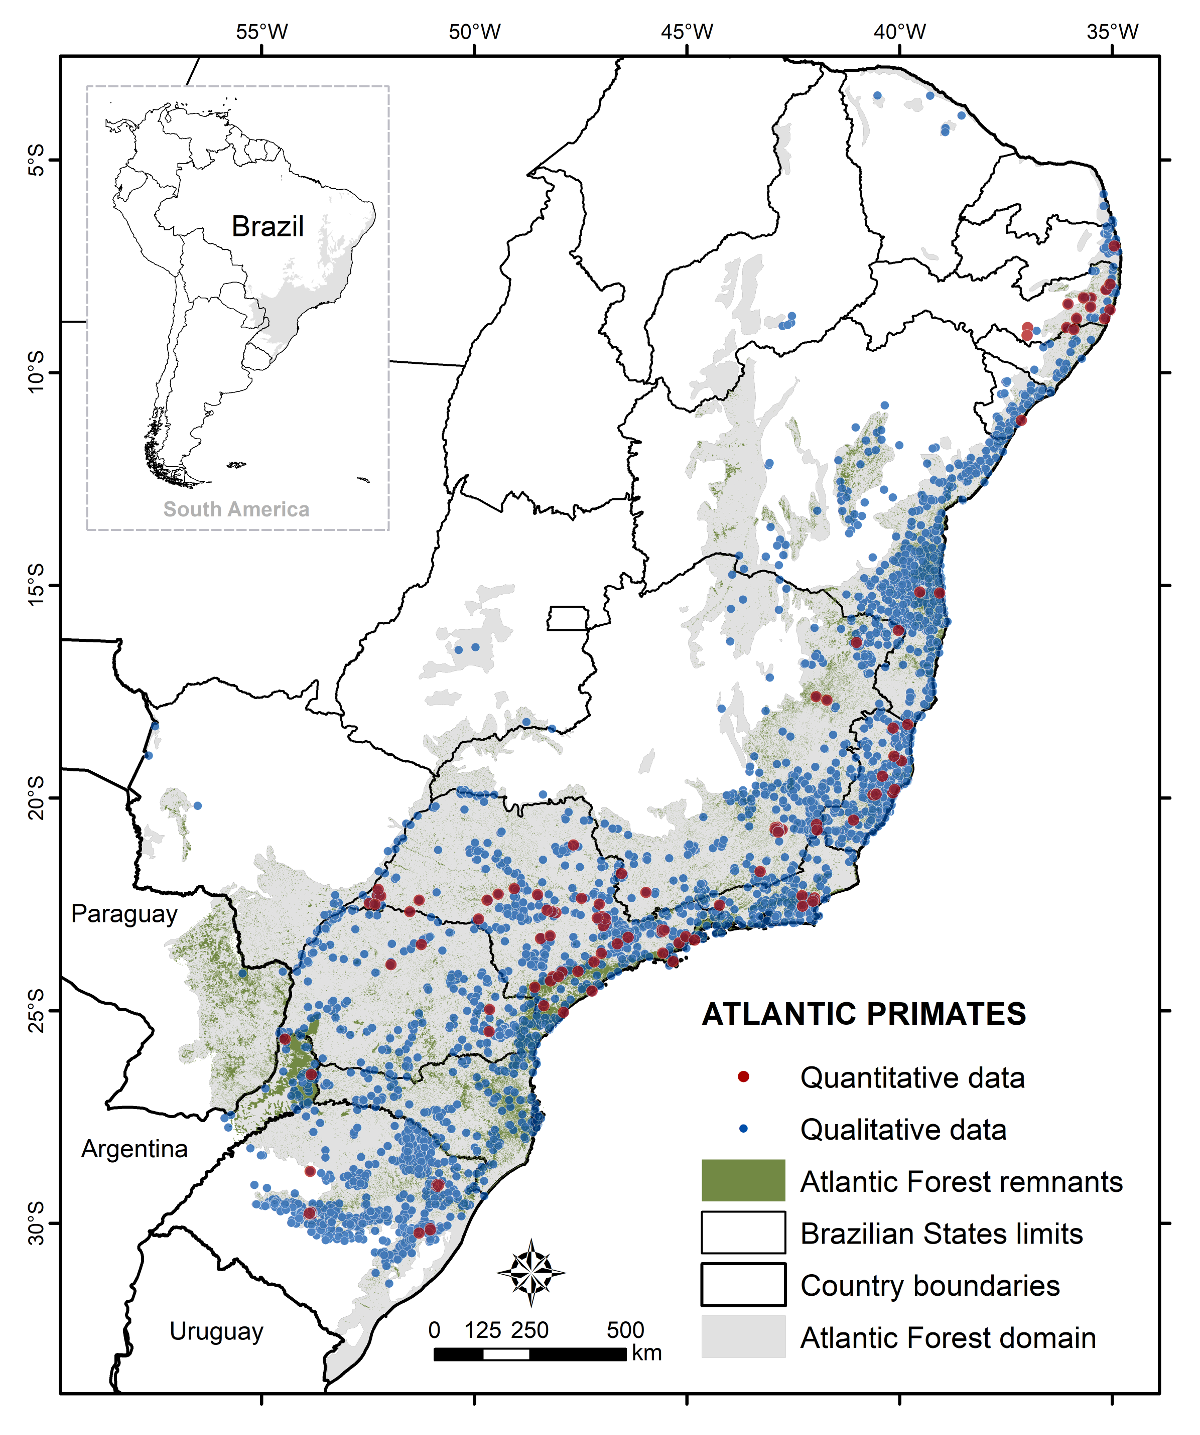 55°W 50°W 45°W 40°W 35°W
5°S
10°S
15°S
20°S
25°S
30°S
Brazil
South America
Paraguay
Argentina
Uruguay
ATLANTIC PRIMATES
Quantitative data
Qualitative data
Atlantic Forest remnants
Brazilian States limits
Country boundaries
Atlantic Forest domain
0 125 250 500
km